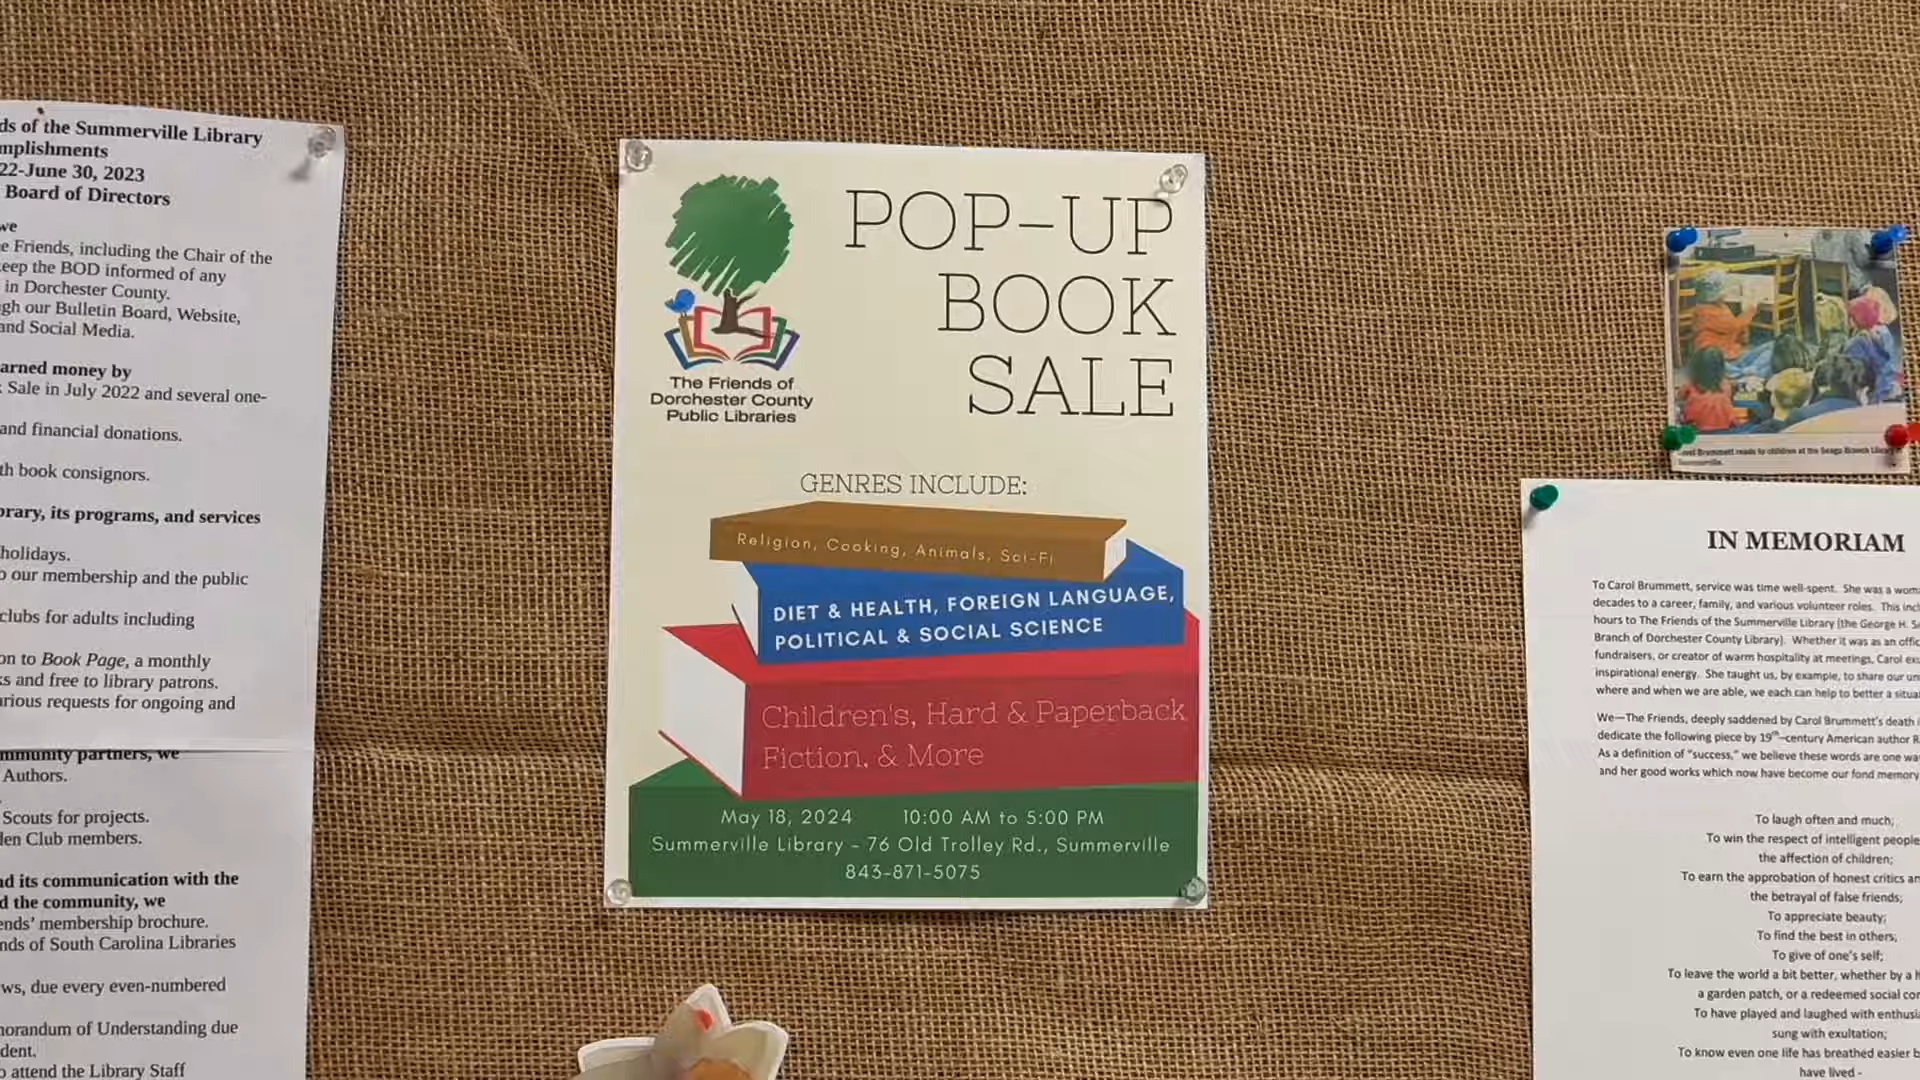 ds of the Summerville Library
mplishments
22-June 30, 2023
Board of Directors
we
e Friends, including the Chair of the
eep the BOD informed of any
in Dorchester County.
gh our Bulletin Board, Website,
and Social Media.
arned money by
Sale in July 2022 and several one-
and financial donations.
th book consignors.
brary, its programs, and services
holidays.
o our membership and the public
clubs for adults including
on to Book Page, a monthly
ks and free to library patrons.
arious requests for ongoing and
mmunity partners, we
Authors.
Scouts for projects.
den Club members.
nd its communication with the
d the community, we
ends' membership brochure.
nds of South Carolina Libraries
ws, due every even-numbered
morandum of Understanding due
dent.
o attend the Library Staff
POP-UP
BOOK
SALE
The Friends of
Dorchester County
Public Libraries
GENRES INCLUDE:
Religion, Cooking, Animals, Sci-Fi
DIET & HEALTH, FOREIGN LANGUAGE,
POLITICAL & SOCIAL SCIENCE
Children's, Hard & Paperback
Fiction, & More
May 18, 2024 10:00 AM to 5:00 PM
Summerville Library - 76 Old Trolley Rd., Summerville
843-871-5075
Brummett reads to children at the Seaga Branch Library
Summerville.
IN MEMORIAM
To Carol Brummett, service was time well-spent. She was a wom
decades to a career, family, and various volunteer roles. This inc
hours to The Friends of the Summerville Library (the George H. S
Branch of Dorchester County Library). Whether it was as an offic
fundraisers, or creator of warm hospitality at meetings, Carol ex
inspirational energy. She taught us, by example, to share our un
where and when we are able, we each can help to better a situa
We—The Friends, deeply saddened by Carol Brummett's death i
dedicate the following piece by 19th—century American author R
As a definition of "success," we believe these words are one wa
and her good works which now have become our fond memory
To laugh often and much;
To win the respect of intelligent people
the affection of children;
To earn the approbation of honest critics an
the betrayal of false friends;
To appreciate beauty;
To find the best in others;
To give of one's self;
To leave the world a bit better, whether by a h
a garden patch, or a redeemed social con
To have played and laughed with enthusia
sung with exultation;
To know even one life has breathed easier b
have lived -